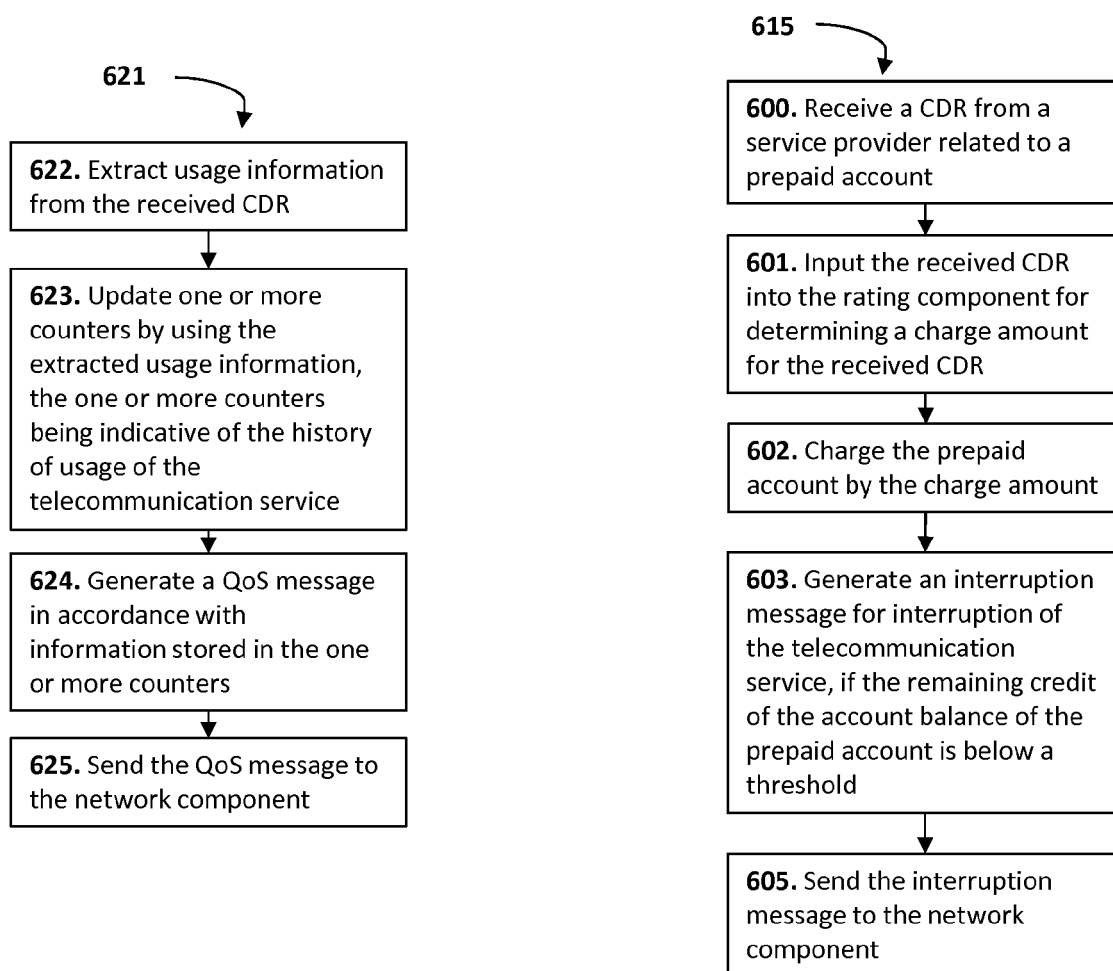 621
622. Extract usage information
from the received CDR
623. Update one or more
counters by using the
extracted usage information,
the one or more counters
being indicative of the history
of usage of the
telecommunication service
624. Generate a QoS message
in accordance with
information stored in the one
or more counters
625. Send the QoS message to
the network component
615
600. Receive a CDR from a
service provider related to a
prepaid account
601. Input the received CDR
into the rating component for
determining a charge amount
for the received CDR
602. Charge the prepaid
account by the charge amount
603. Generate an interruption
message for interruption of
the telecommunication
service, if the remaining credit
of the account balance of the
prepaid account is below a
threshold
605. Send the interruption
message to the network
component